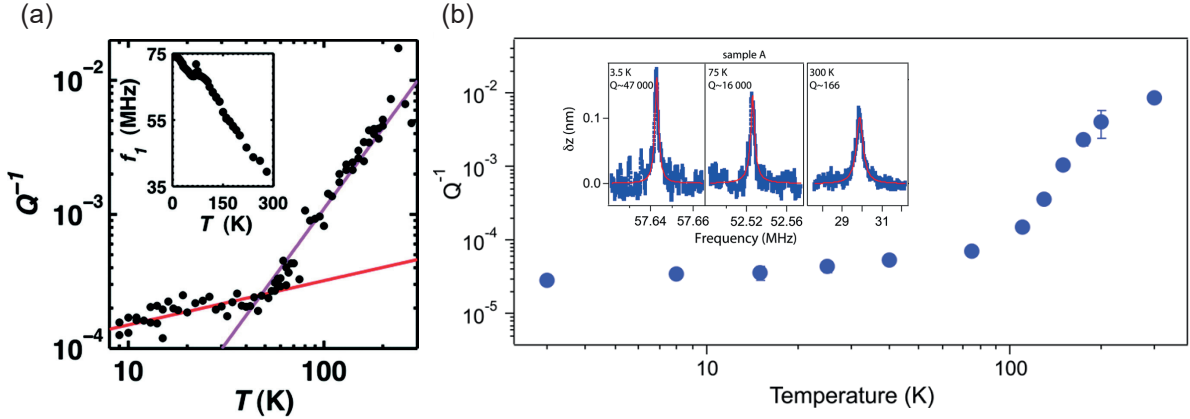 (a)
10⁻²
10⁻³
10⁻⁴
Q⁻¹
10
100
T (K)
75
55
35
f₁ (MHz)
0
150
300
T (K)
(b)
10⁻²
10⁻³
10⁻⁴
10⁻⁵
Q⁻¹
10
100
Temperature (K)
sample A
3.5 K
Q~47 000
75 K
Q~16 000
300 K
Q~166
0.1
0.0
δz (nm)
57.64
57.66
52.52
52.56
29
31
Frequency (MHz)